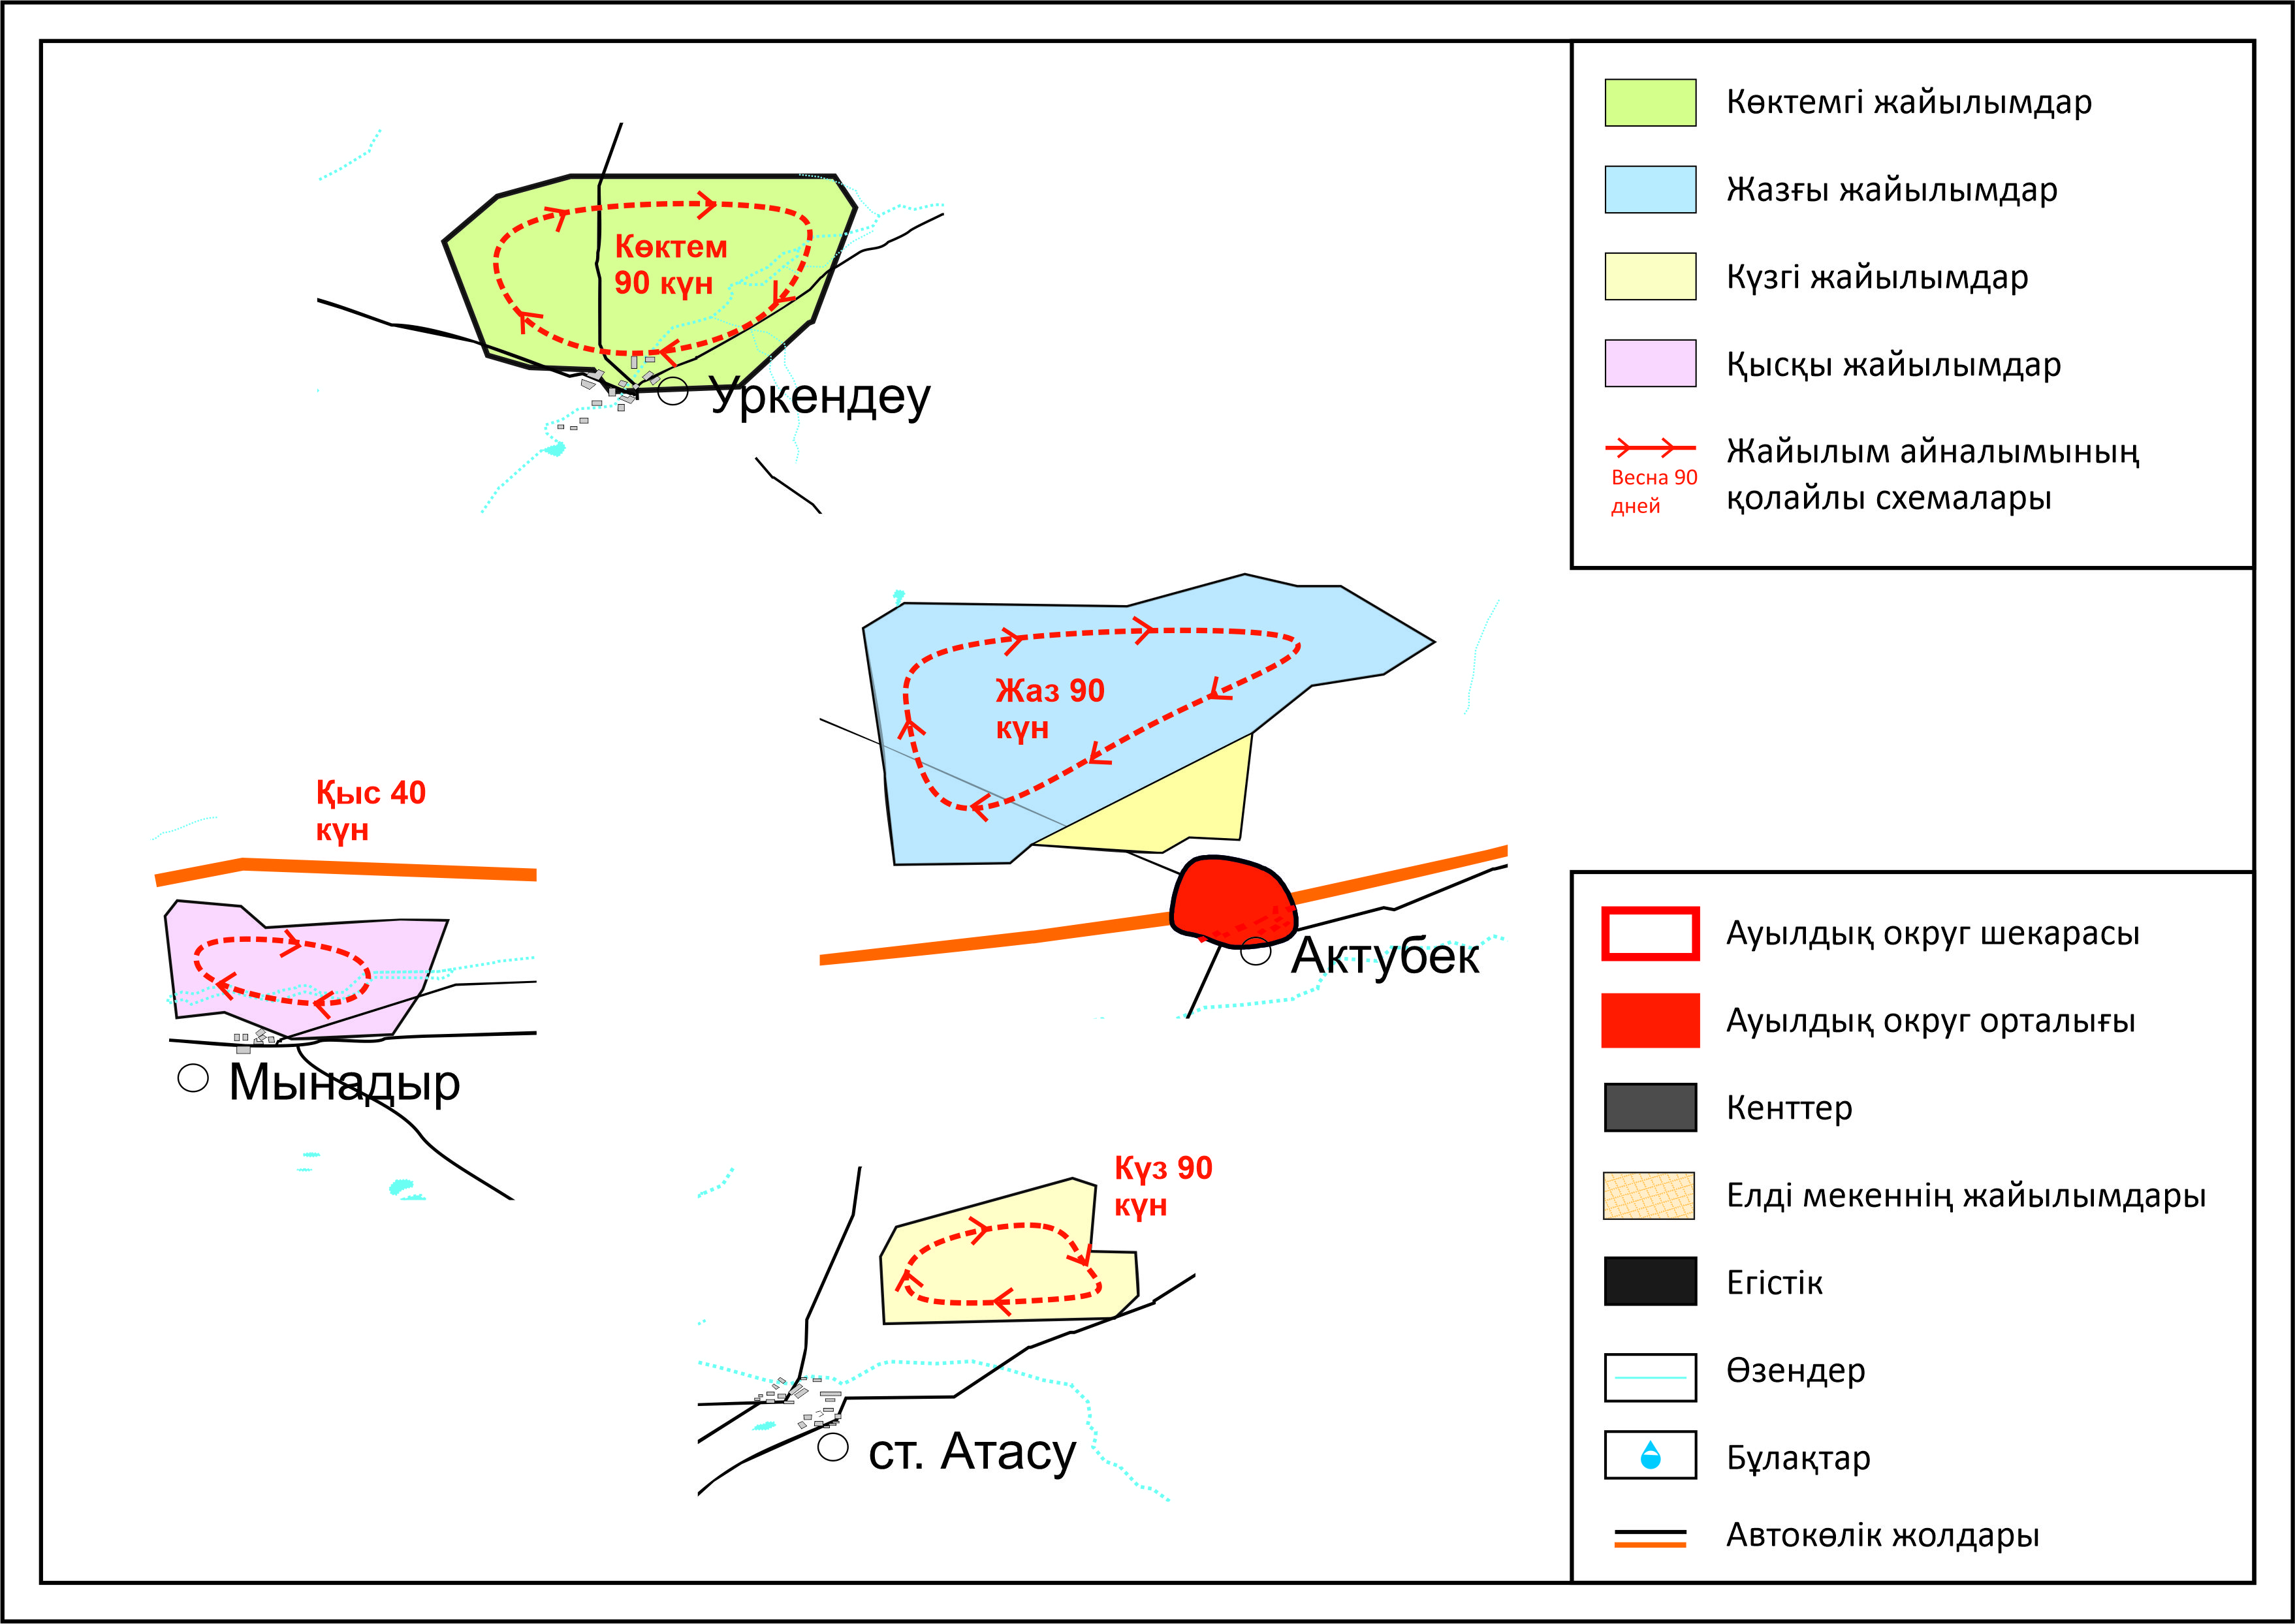 Көктем
90 күн
Уркендеу
Жаз 90
күн
Қыс 40
күн
Актубек
Мынадыр
Күз 90
күн
ст. Атасу
Көктемгі жайылымдар
Жазғы жайылымдар
Күзгі жайылымдар
Қысқы жайылымдар
Весна 90
дней
Жайылым айналымының
қолайлы схемалары
Ауылдық округ шекарасы
Ауылдық округ орталығы
Кенттер
Елді мекеннің жайылымдары
Егістік
Өзендер
Бұлақтар
Автокөлік жолдары